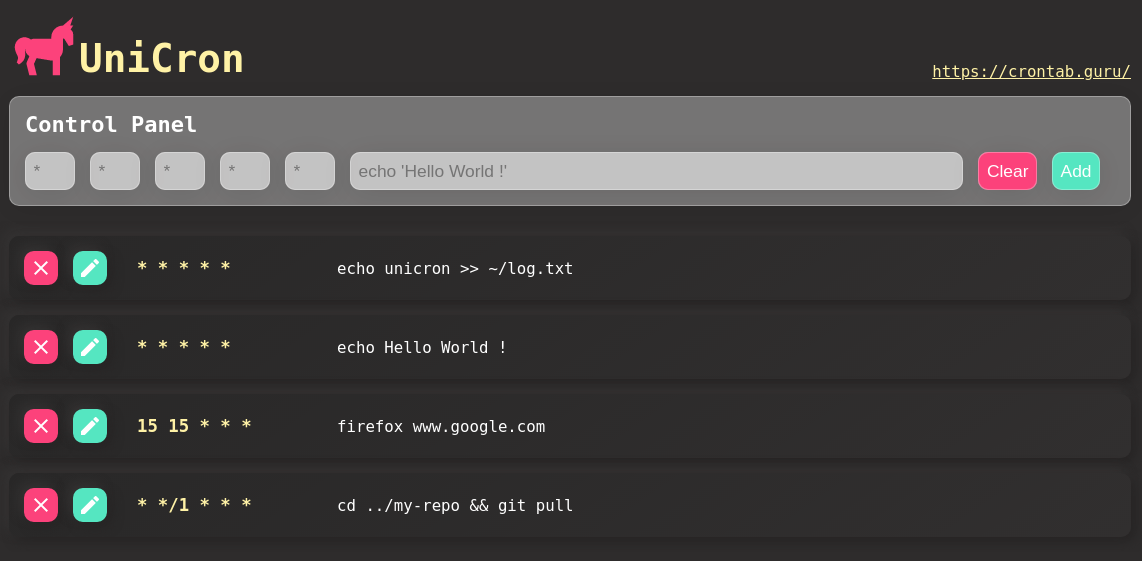 UniCron
https://crontab.guru/
Control Panel
* * * * * echo 'Hello World !' Clear Add
* * * * * echo unicron >> ~/log.txt
* * * * * echo Hello World !
15 15 * * * firefox www.google.com
* */1 * * * cd ../my-repo && git pull